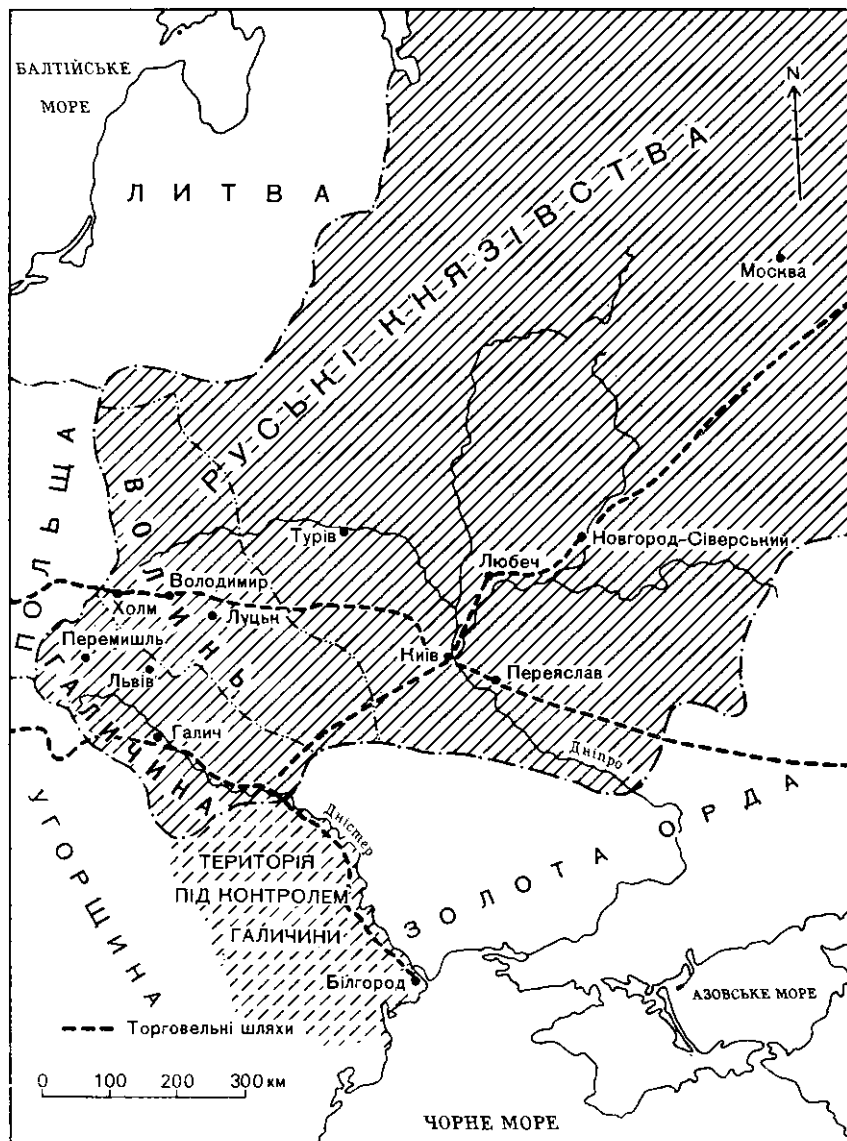 БАЛТІЙСЬКЕ
МОРЕ
N
ЛИТВА
РУСЬКІ КНЯЗІВСТВА
Москва
ПОЛЬЩА
ВОЛИНЬ
Турів
Новгород-Сіверський
Любеч
Володимир
Холм
Луцьк
Перемишль
Київ
Переяслав
Львів
ГАЛИЧИНА
Галич
Дніпро
УГОРЩИНА
Дністер
ЗОЛОТА ОРДА
ТЕРИТОРІЯ
ПІД КОНТРОЛЕМ
ГАЛИЧИНИ
Білгород
АЗОВСЬКЕ МОРЕ
Торговельні шляхи
0 100 200 300 км
ЧОРНЕ МОРЕ